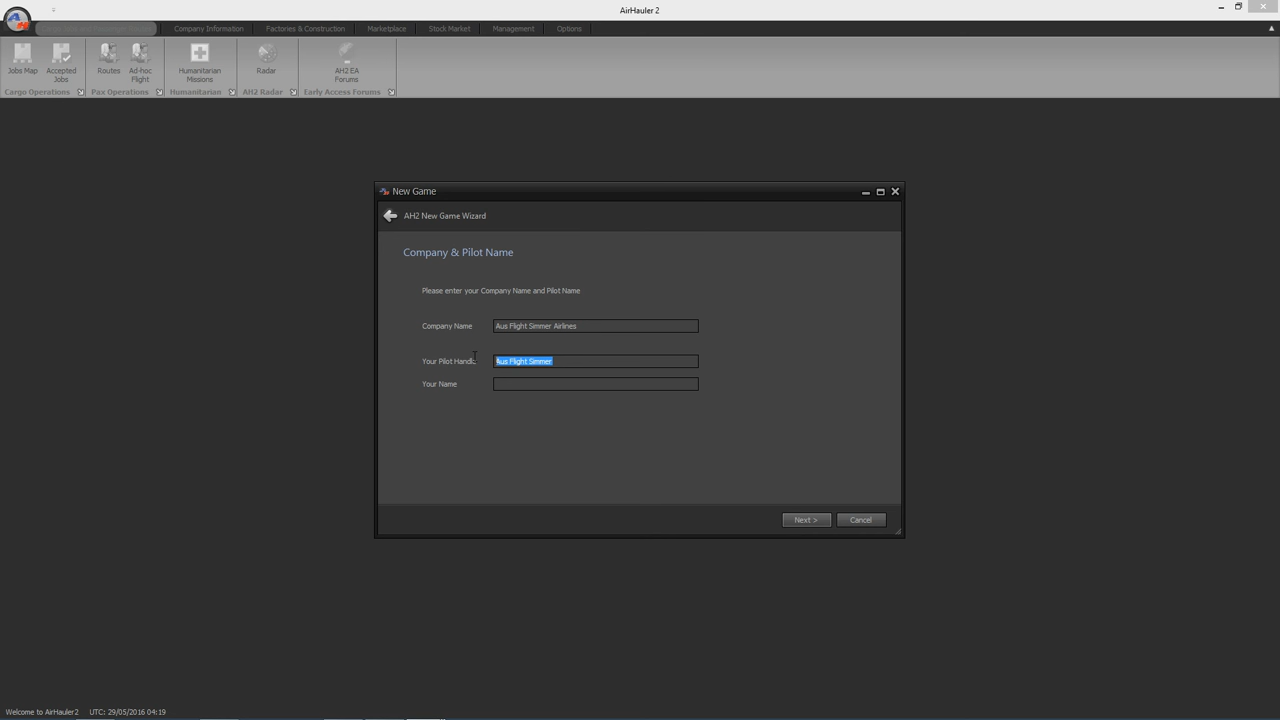 AirHauler 2
Company Information
Factories & Construction
Marketplace
Stock Market
Management
Options
Jobs Map
Accepted
Jobs
Routes
Ad-hoc
Flight
Humanitarian
Missions
Radar
AH2 EA
Forums
Cargo Operations
Pax Operations
Humanitarian
AH2 Radar
Early Access Forums
New Game
AH2 New Game Wizard
Company & Pilot Name
Please enter your Company Name and Pilot Name
Company Name
Aus Flight Simmer Airlines
Your Pilot Handle
Aus Flight Simmer
Your Name
Next >
Cancel
Welcome to AirHauler2
UTC: 29/05/2016 04:19